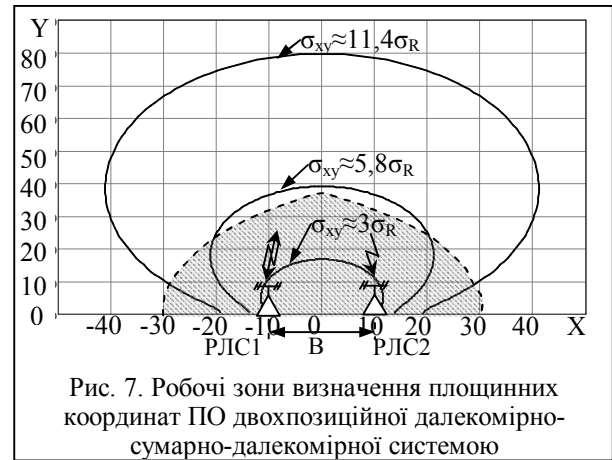 Y
σxy≈11,4σR
80
70
60
50
σxy≈5,8σR
40
30
σxy≈3σR
20
10
0
-40 -30 -20 -10 0 10 20 30 40 X
РЛС1 B РЛС2
Рис. 7. Робочі зони визначення площинних
координат ПО двохпозиційної далекомірно-
сумарно-далекомірної системою